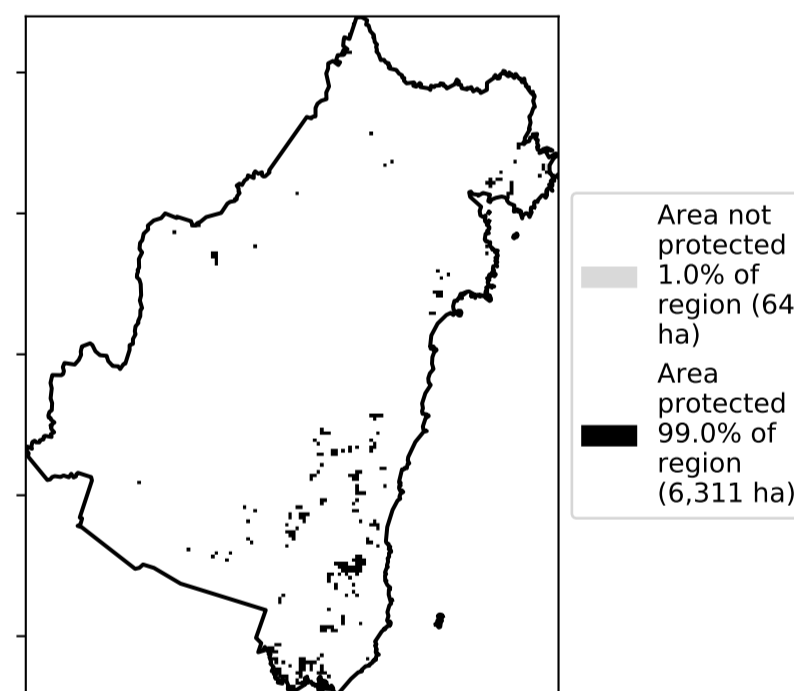 Area not
protected
1.0% of
region (64
ha)
Area
protected
99.0% of
region
(6,311 ha)